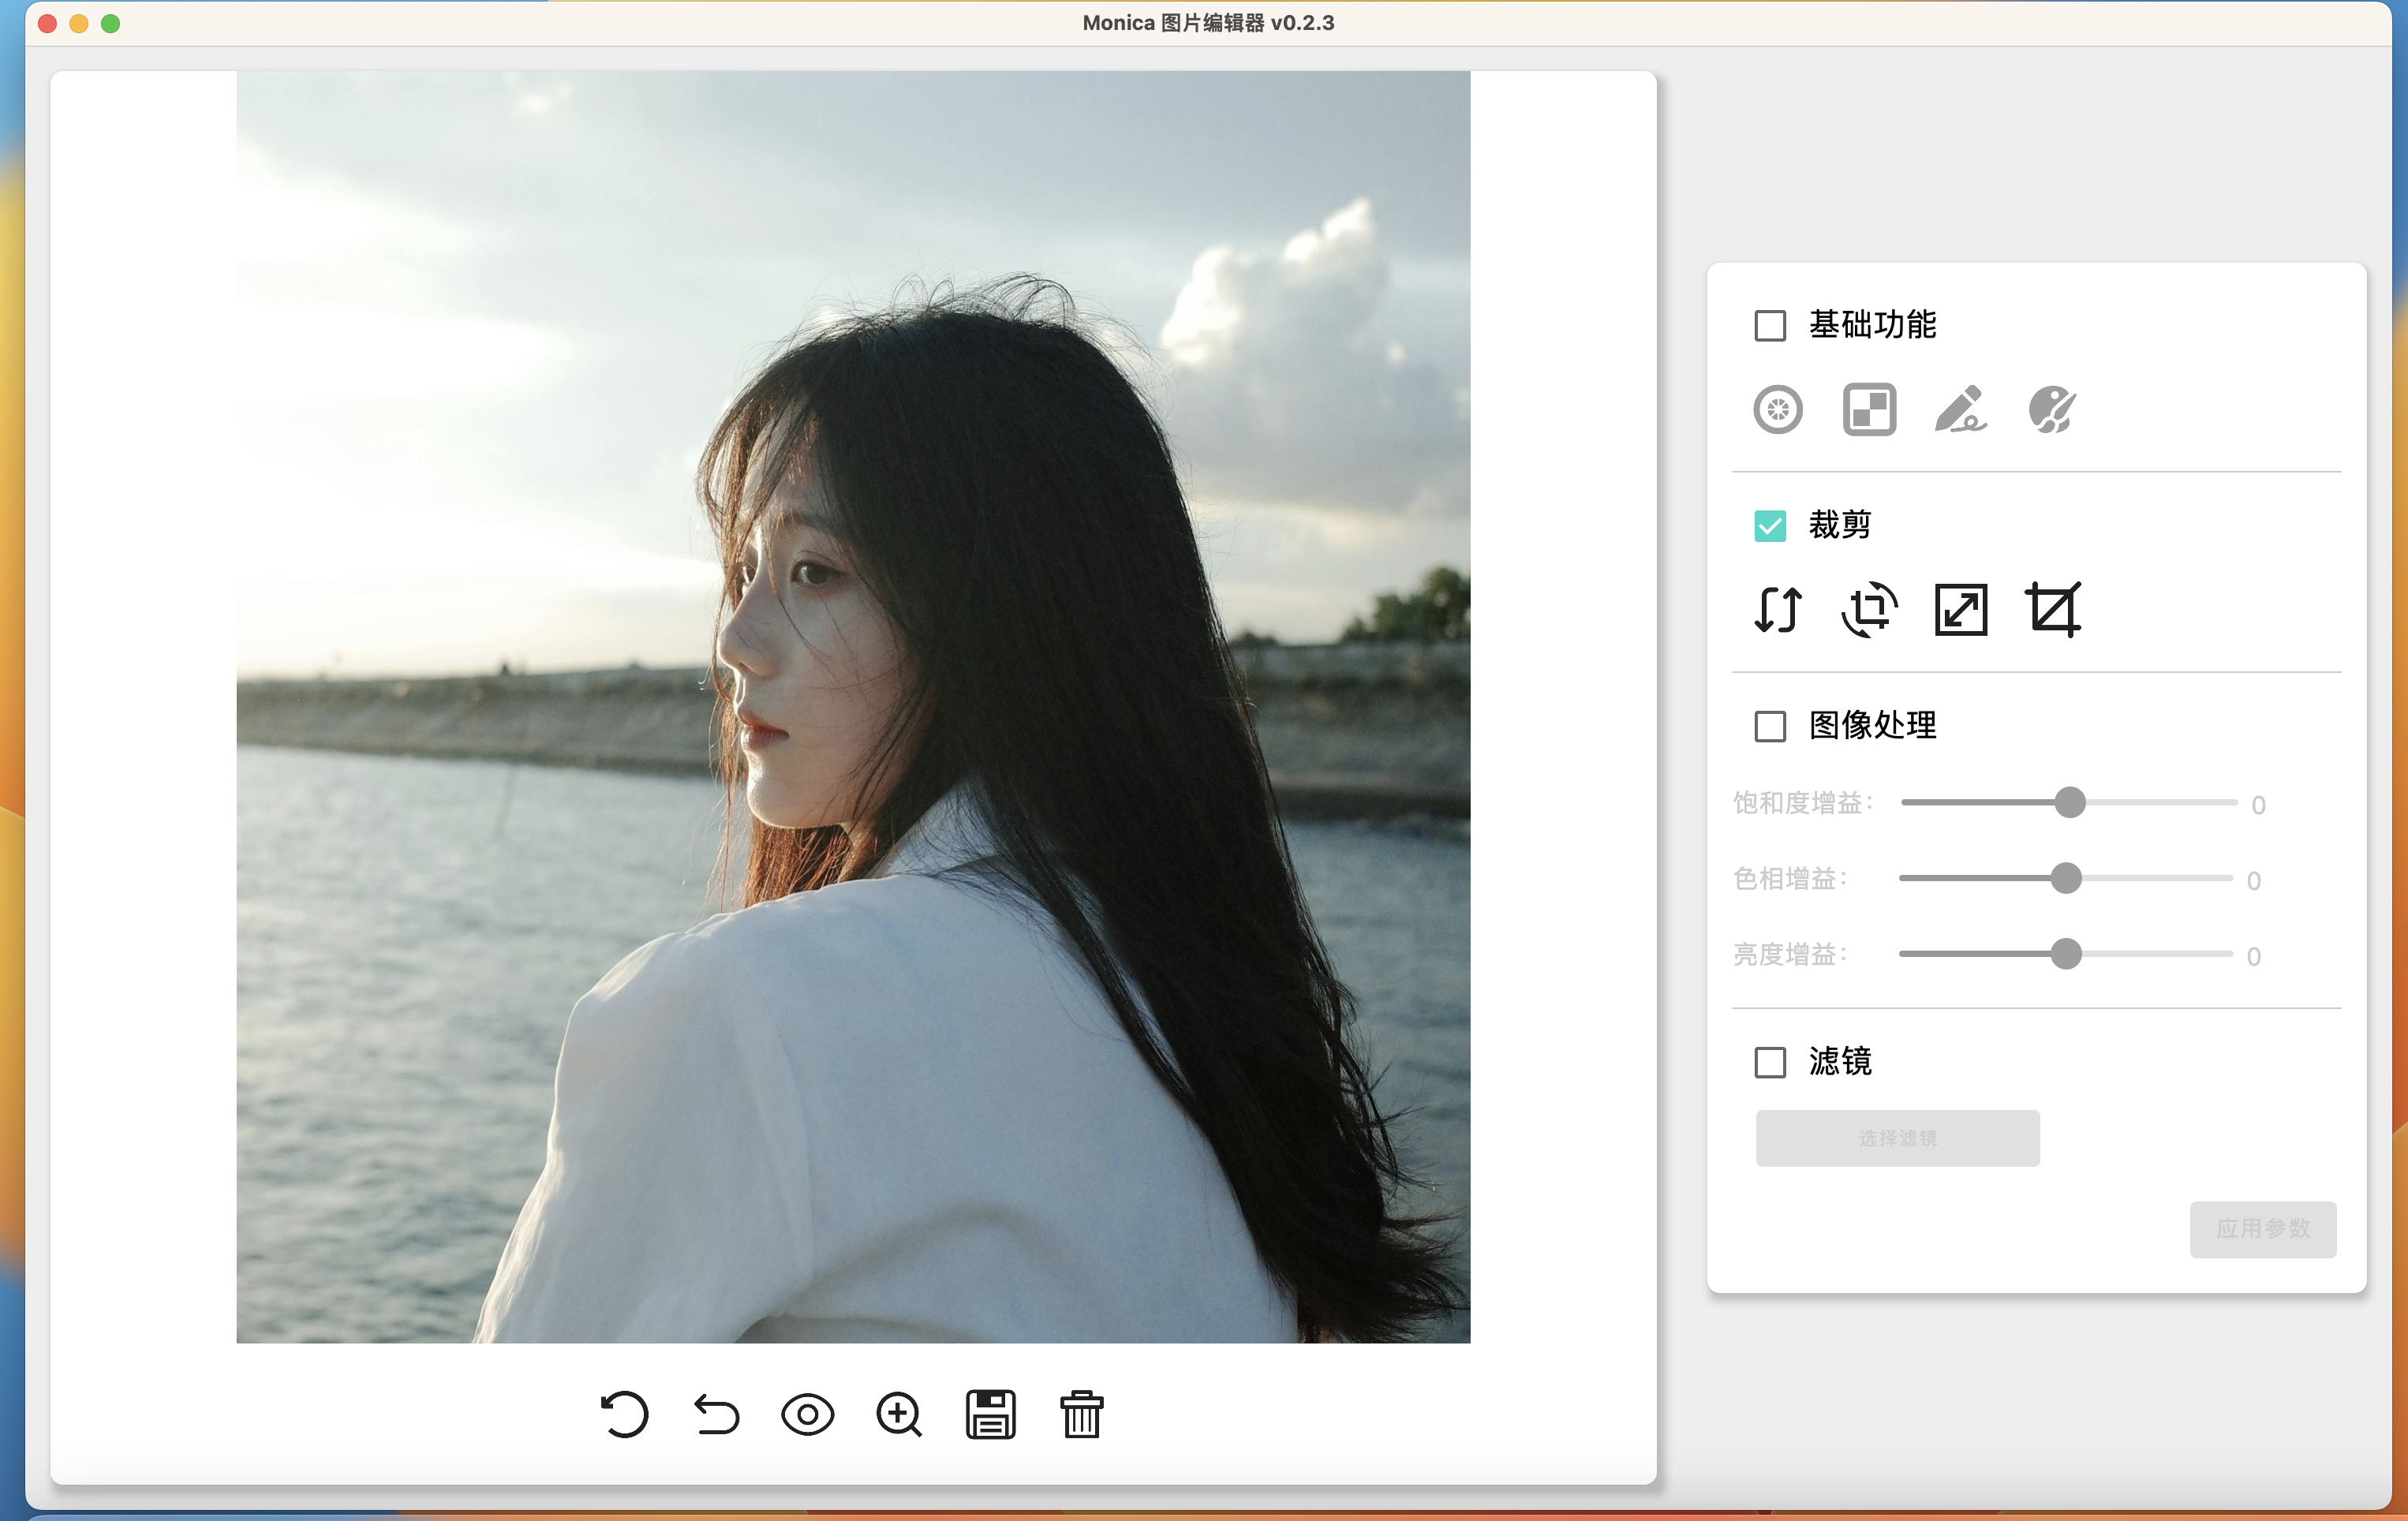 Monica 图片编辑器 v0.2.3
基础功能
裁剪
图像处理
饱和度增益： 0
色相增益： 0
亮度增益： 0
滤镜
选择滤镜
应用参数